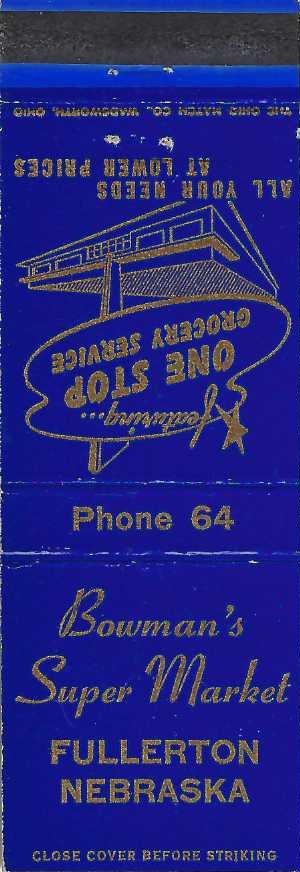 THE OHIO MATCH CO. WADSWORTH, OHIO
featuring...
ONE STOP
GROCERY SERVICE
ALL YOUR NEEDS
AT LOWER PRICES
Phone 64
Bowman's
Super Market
FULLERTON
NEBRASKA
CLOSE COVER BEFORE STRIKING